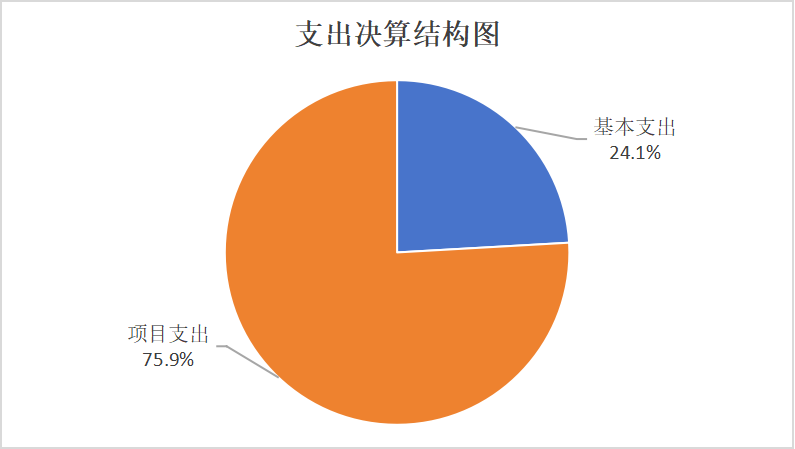 支出决算结构图
基本支出
24.1%
项目支出
75.9%